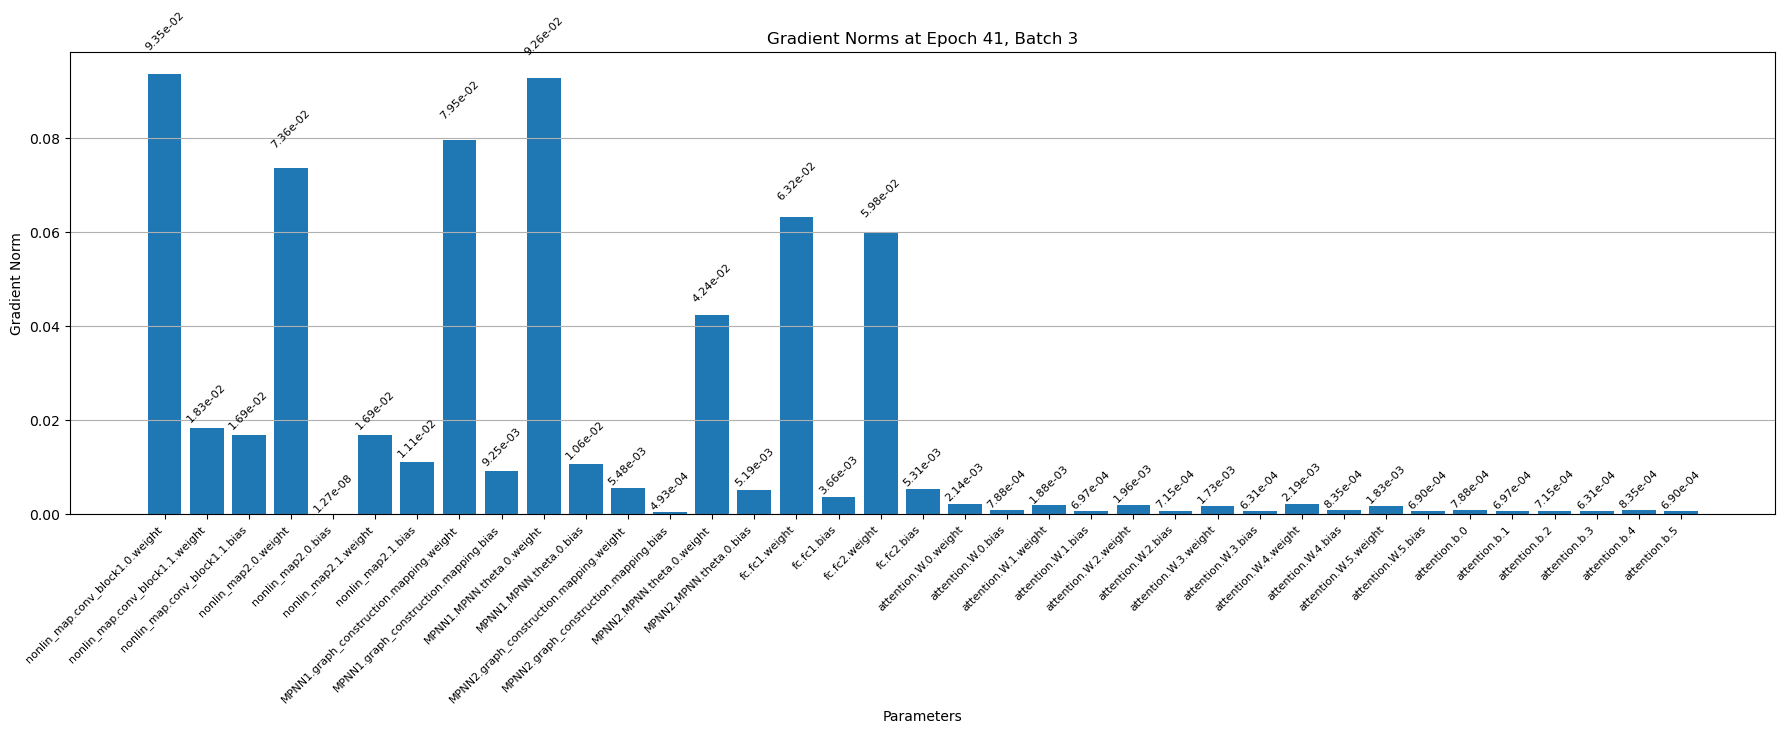 Gradient Norms at Epoch 41, Batch 3
Gradient Norm
0.08
0.06
0.04
0.02
0.00
9.35e-02
1.83e-02
1.69e-02
7.36e-02
1.27e-08
1.69e-02
1.11e-02
7.95e-02
9.25e-03
9.26e-02
1.06e-02
5.48e-03
4.93e-04
4.24e-02
5.19e-03
6.32e-02
3.66e-03
5.98e-02
5.31e-03
2.14e-03
7.88e-04
1.88e-03
6.97e-04
1.96e-03
7.15e-04
1.73e-03
6.31e-04
2.19e-03
8.35e-04
1.83e-03
6.90e-04
7.88e-04
6.97e-04
7.15e-04
6.31e-04
8.35e-04
6.90e-04
nonlin_map.conv_block1.0.weight
nonlin_map.conv_block1.1.weight
nonlin_map.conv_block1.1.bias
nonlin_map2.0.weight
nonlin_map2.0.bias
nonlin_map2.1.weight
nonlin_map2.1.bias
MPNN1.graph_construction.mapping.weight
MPNN1.graph_construction.mapping.bias
MPNN1.MPNN.theta.0.weight
MPNN1.MPNN.theta.0.bias
MPNN2.graph_construction.mapping.weight
MPNN2.graph_construction.mapping.bias
MPNN2.MPNN.theta.0.weight
MPNN2.MPNN.theta.0.bias
fc.fc1.weight
fc.fc1.bias
fc.fc2.weight
fc.fc2.bias
attention.W.0.weight
attention.W.0.bias
attention.W.1.weight
attention.W.1.bias
attention.W.2.weight
attention.W.2.bias
attention.W.3.weight
attention.W.3.bias
attention.W.4.weight
attention.W.4.bias
attention.W.5.weight
attention.W.5.bias
attention.b.0
attention.b.1
attention.b.2
attention.b.3
attention.b.4
attention.b.5
Parameters